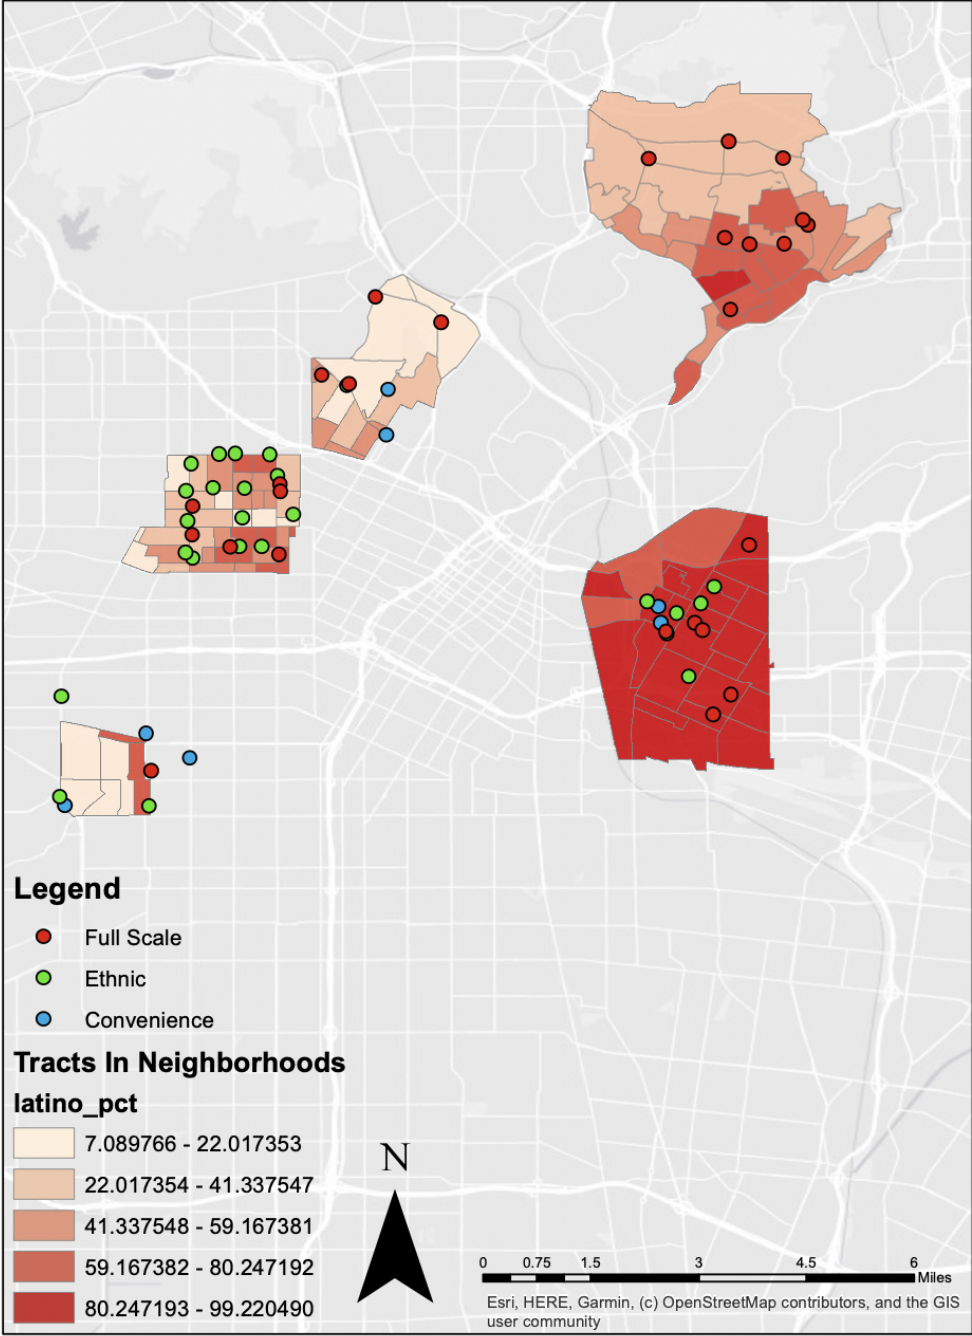 Legend
Full Scale
Ethnic
Convenience
Tracts In Neighborhoods
latino_pct
7.089766 - 22.017353
22.017354 - 41.337547
41.337548 - 59.167381
59.167382 - 80.247192
80.247193 - 99.220490
N
0 0.75 1.5 3 4.5 6
Miles
Esri, HERE, Garmin, (c) OpenStreetMap contributors, and the GIS
user community